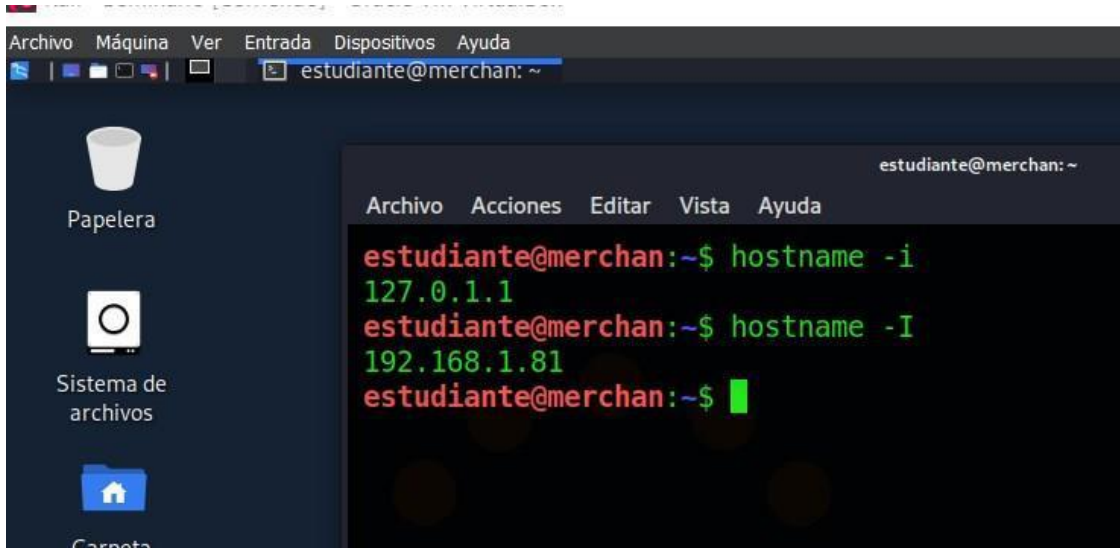 Archivo Máquina Ver Entrada Dispositivos Ayuda
estudiante@merchan: ~
estudiante@merchan: ~
Archivo Acciones Editar Vista Ayuda
Papelera
estudiante@merchan:~$ hostname -i
127.0.1.1
estudiante@merchan:~$ hostname -I
192.168.1.81
estudiante@merchan:~$
Sistema de
archivos
Carpeta